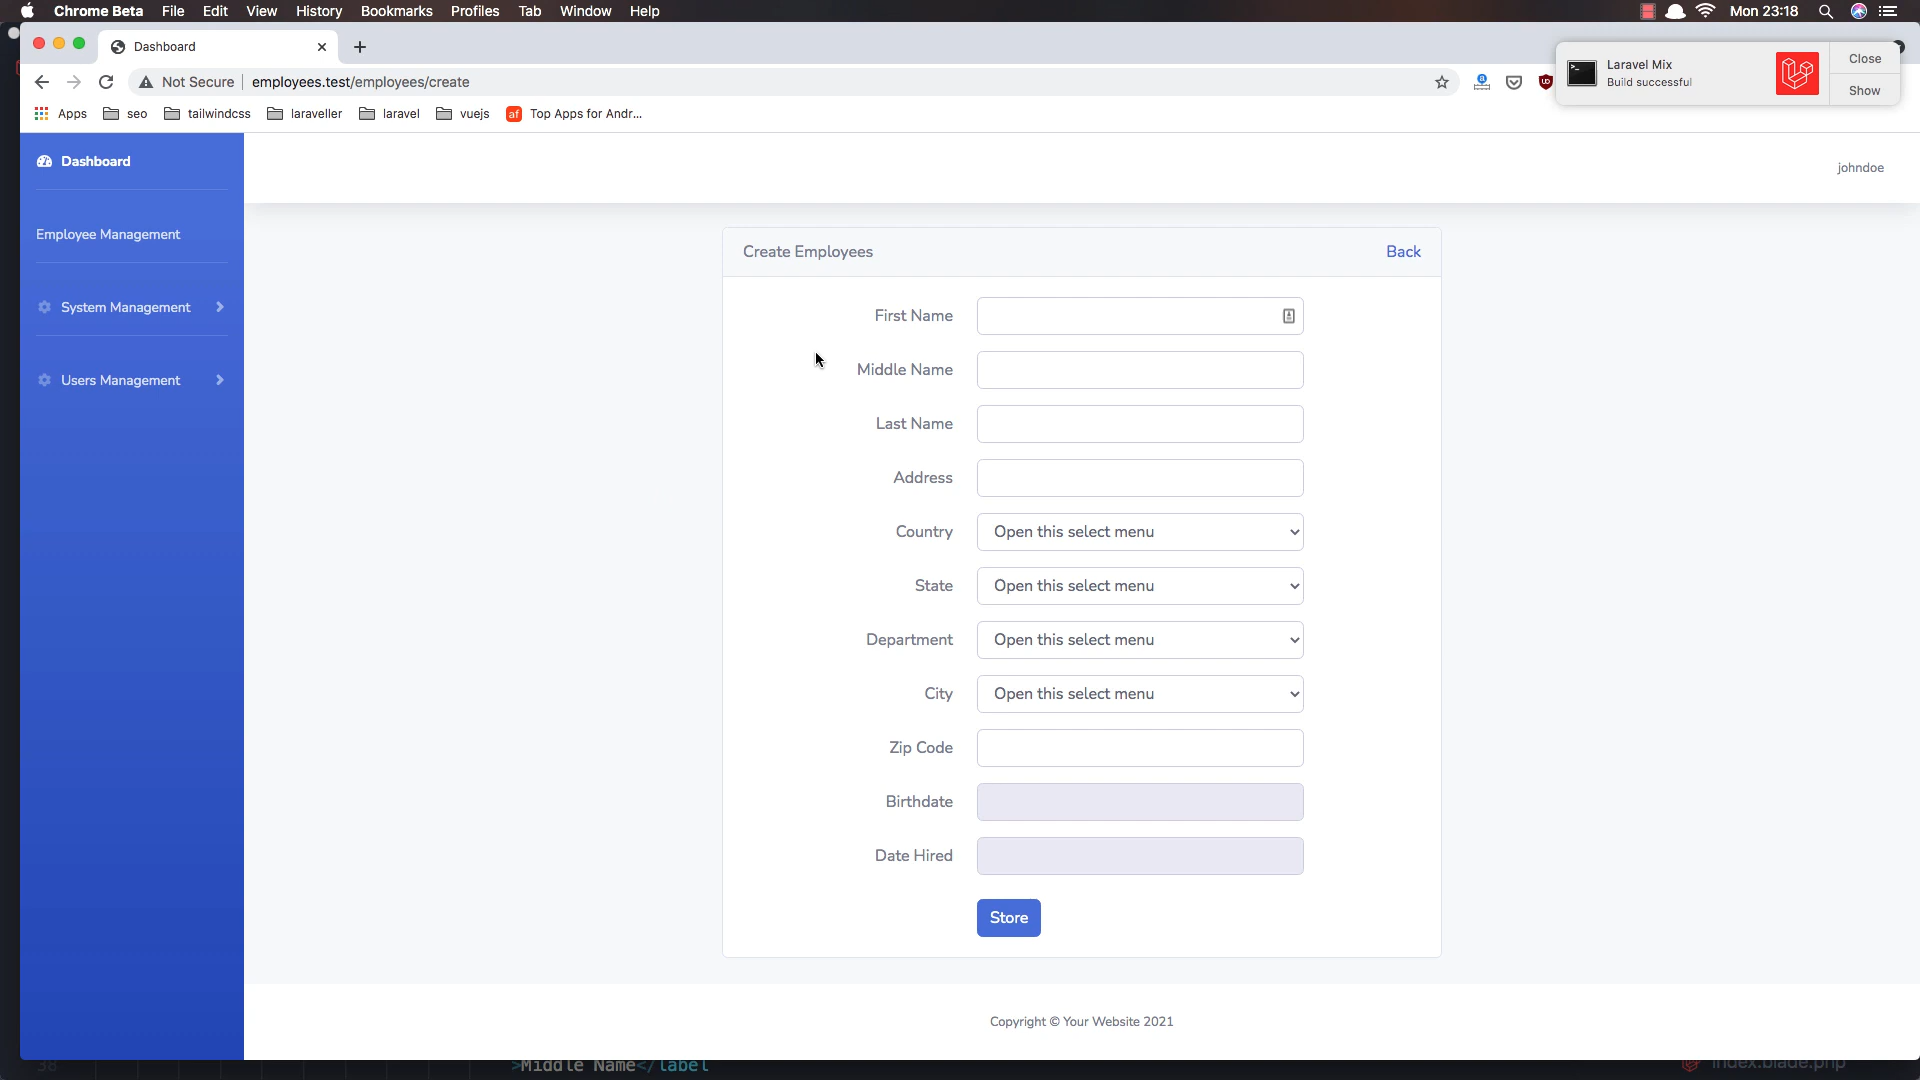 Chrome Beta File Edit View History Bookmarks Profiles Tab Window Help Mon 23:18
Dashboard
Laravel Mix
Build successful
Close
Show
Not Secure employees.test/employees/create
Apps seo tailwindcss laraveller laravel vuejs af Top Apps for Andr...
Dashboard
johndoe
Employee Management
System Management
Users Management
Create Employees Back
First Name
Middle Name
Last Name
Address
Country Open this select menu
State Open this select menu
Department Open this select menu
City Open this select menu
Zip Code
Birthdate
Date Hired
Store
Copyright © Your Website 2021
38 >Middle Name</label index.blade.php